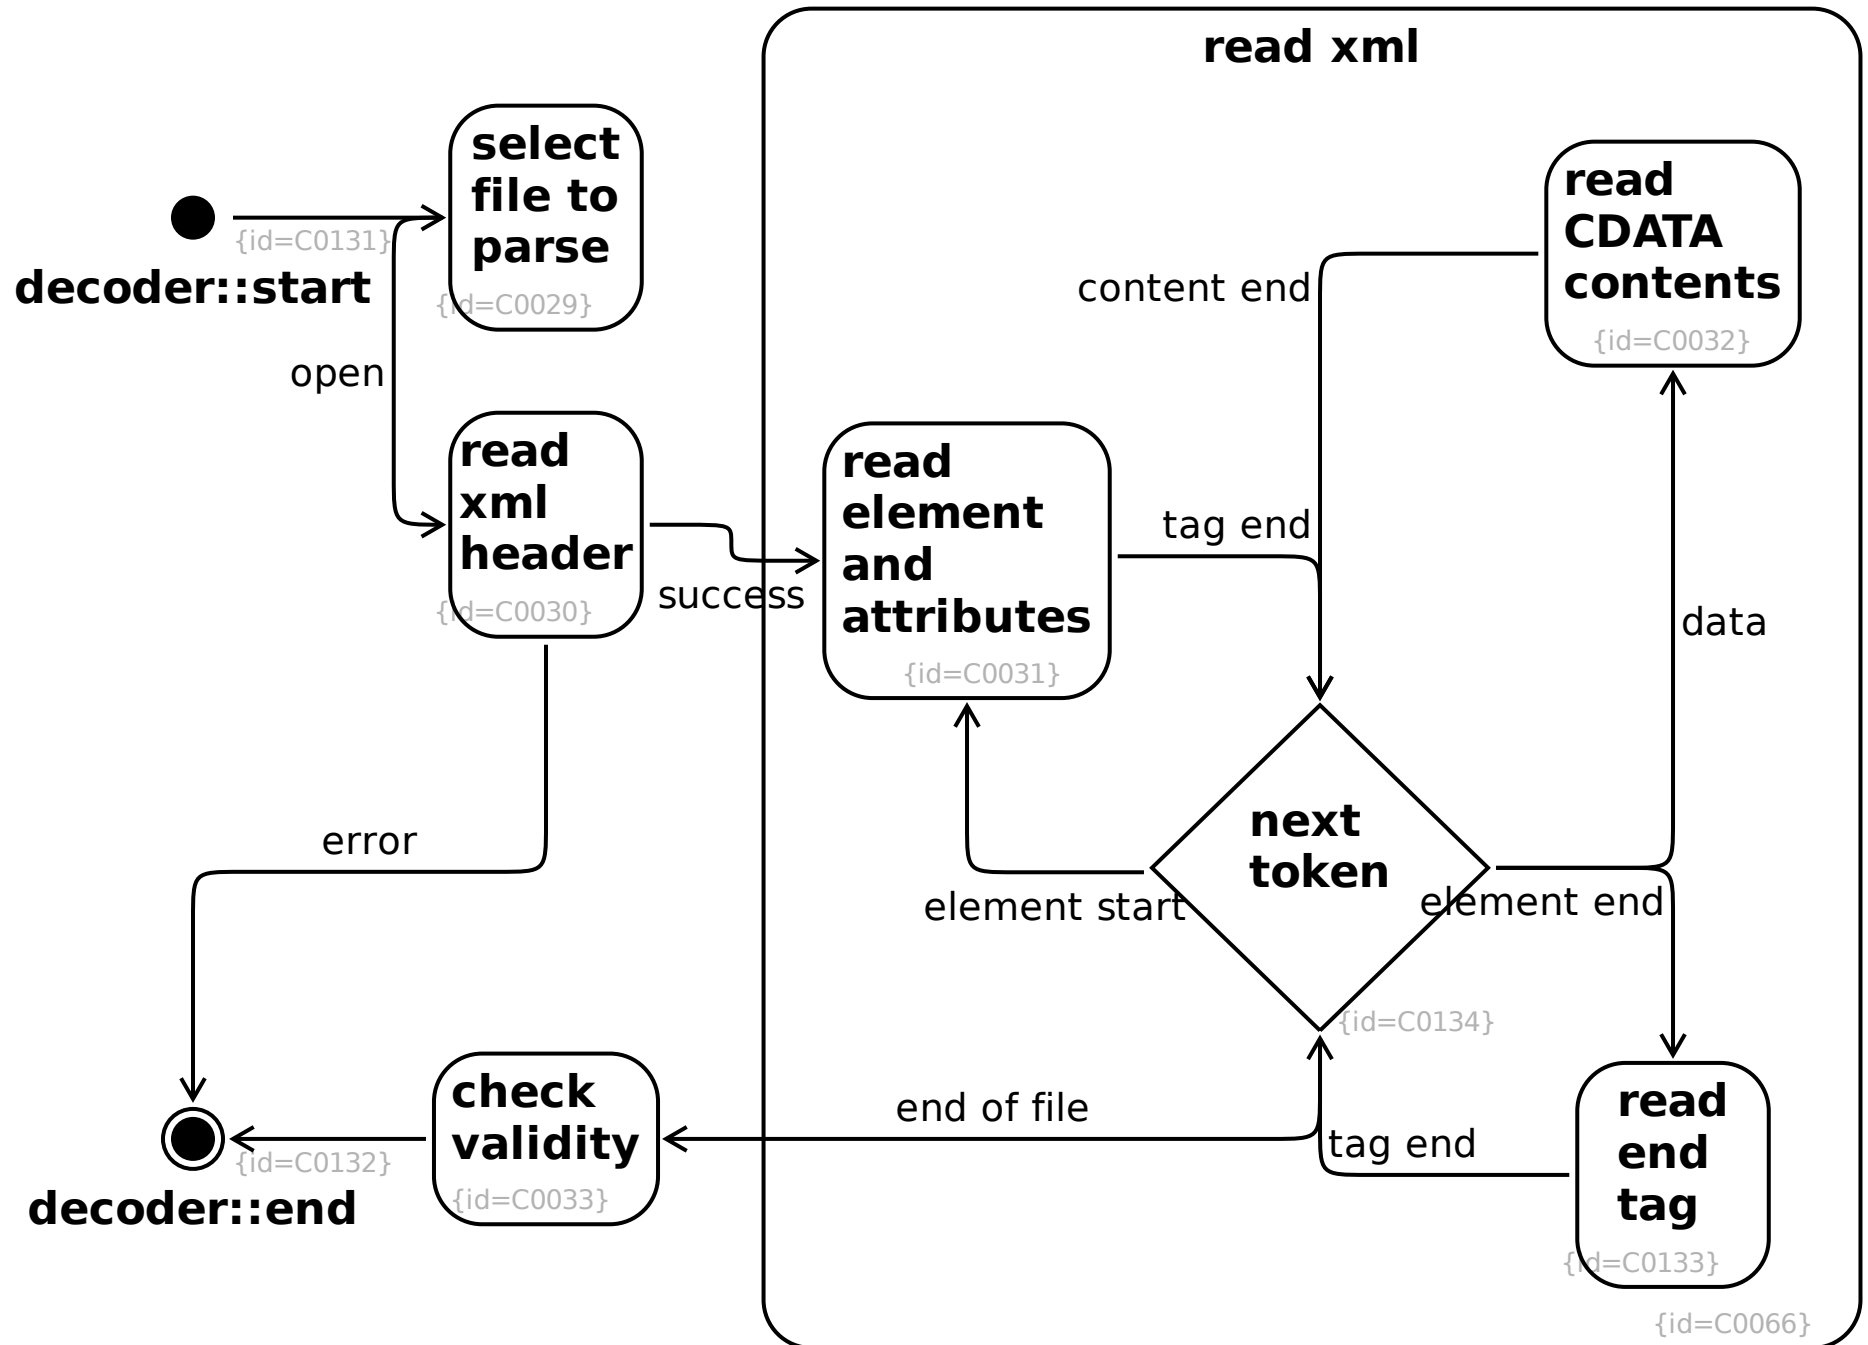 read xml
select
file to
parse
{id=C0029}
{id=C0131}
decoder::start
open
read
xml
header
{id=C0030}
success
error
read
CDATA
contents
{id=C0032}
content end
read
element
and
attributes
{id=C0031}
tag end
data
next
token
element start
element end
{id=C0134}
end of file
tag end
check
validity
{id=C0033}
{id=C0132}
decoder::end
read
end
tag
{id=C0133}
{id=C0066}